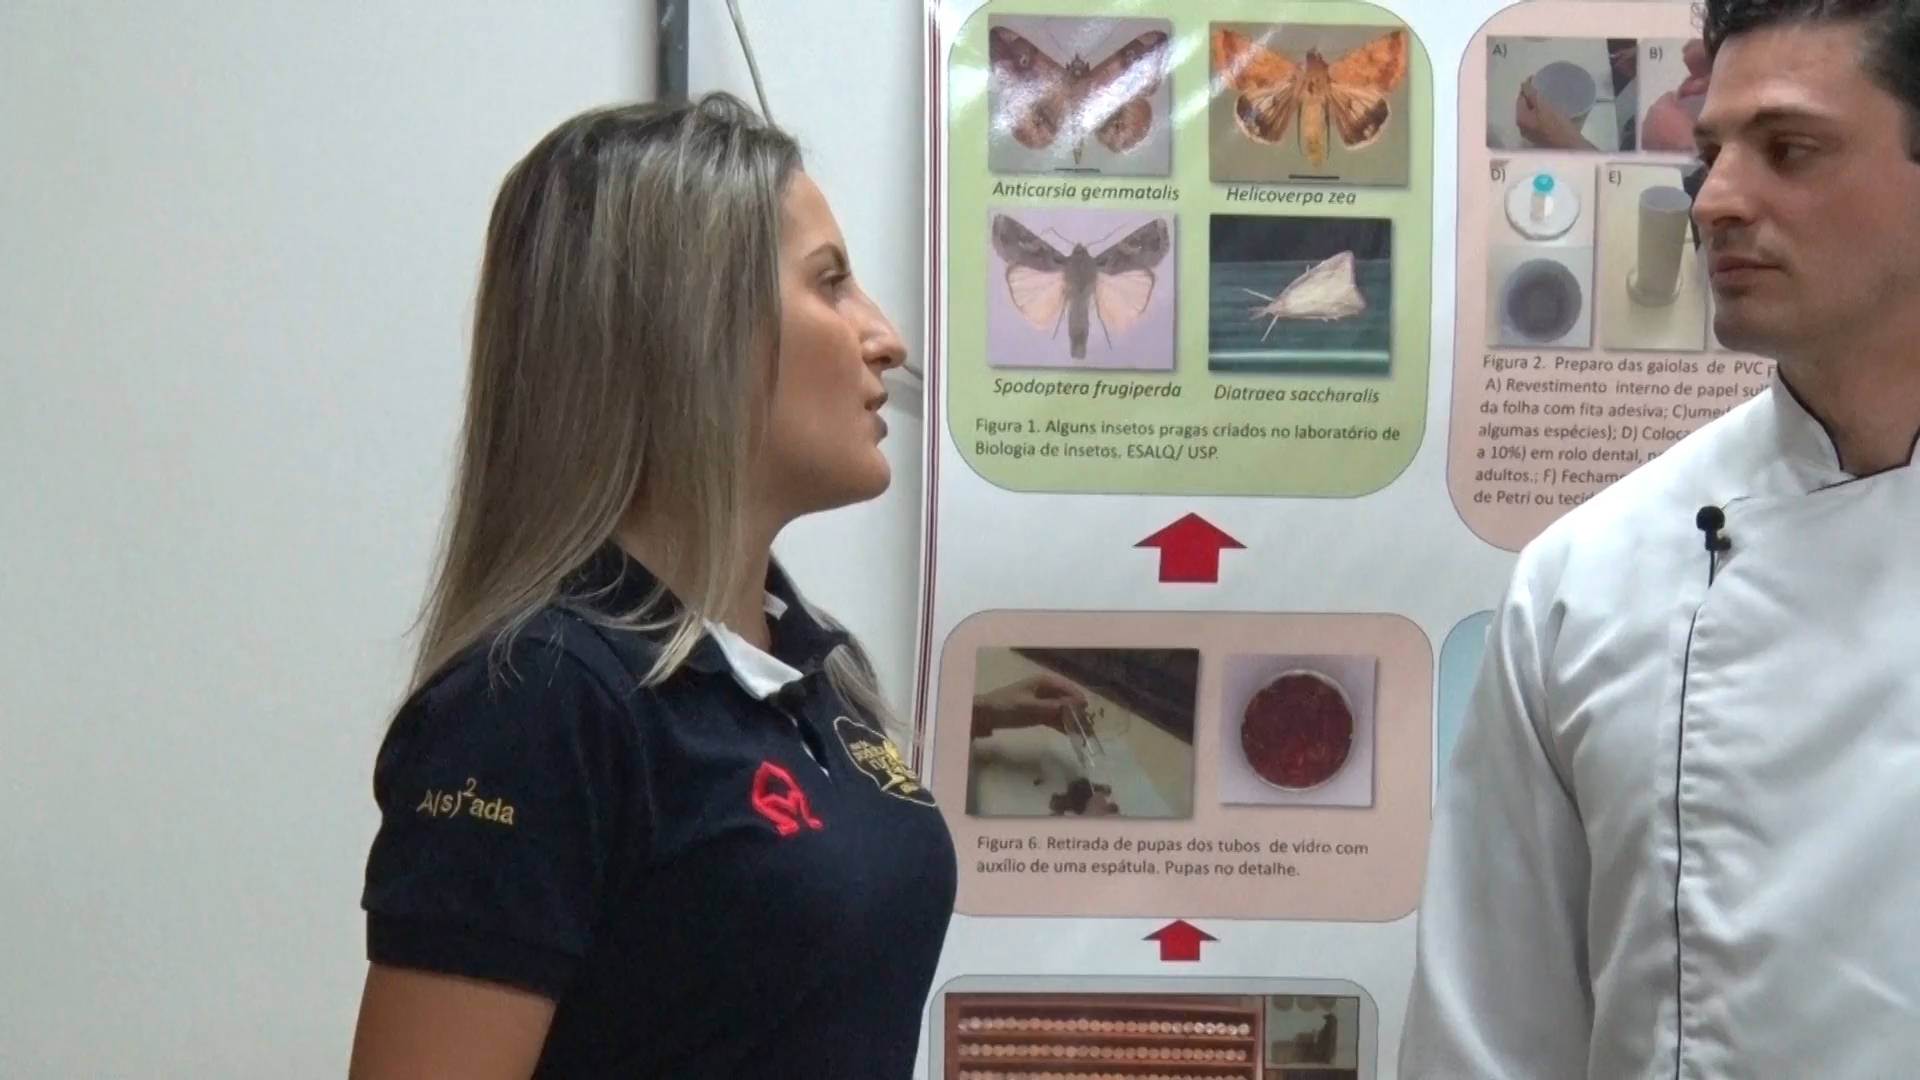 Anticarsia gemmatalis
Helicoverpa zea
Spodoptera frugiperda
Diatraea saccharalis
Figura 1. Alguns insetos pragas criados no laboratório de
Biologia de insetos. ESALQ/ USP.
A)
B)
D)
E)
Figura 2. Preparo das gaiolas de PVC
A) Revestimento interno de papel
da folha com fita adesiva; C)
algumas espécies); D)
a 10%) em rolo dental,
adultos.; F)
de Petri ou
Figura 6. Retirada de pupas dos tubos de vidro com
auxílio de uma espátula. Pupas no detalhe.
A(s)²ada